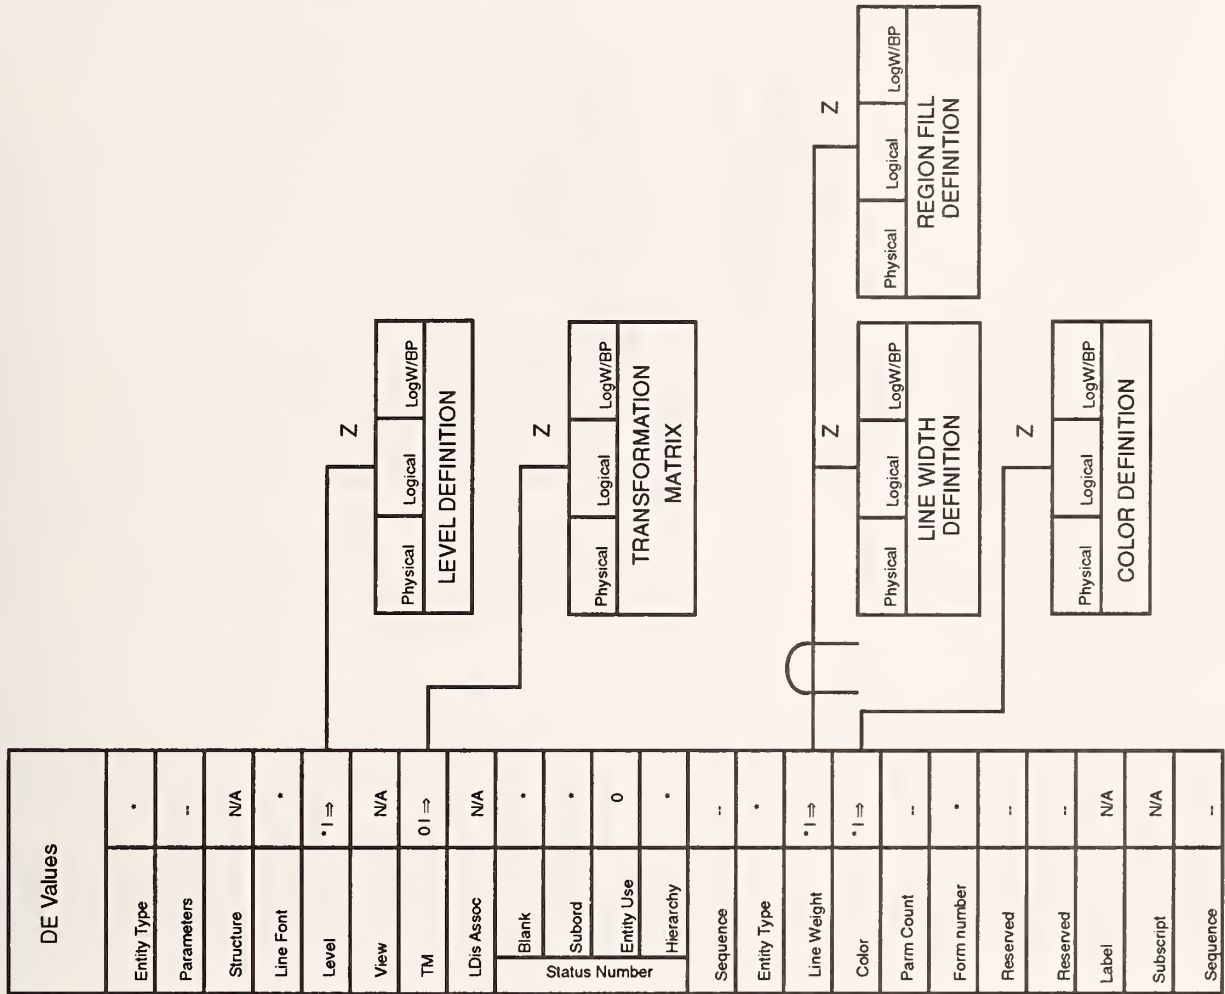 DE Values
Entity Type *
Parameters --
Structure N/A
Line Font *
Level * | ⇒
View N/A
TM 0 | ⇒
LDis Assoc N/A
Status Number
Blank *
Subord *
Entity Use 0
Hierarchy *
Sequence --
Entity Type *
Line Weight * | ⇒
Color * | ⇒
Parm Count --
Form number *
Reserved --
Reserved --
Label N/A
Subscript N/A
Sequence --
Z
Physical Logical LogW/BP
LEVEL DEFINITION
Z
Physical Logical LogW/BP
TRANSFORMATION
MATRIX
Z
Physical Logical LogW/BP
LINE WIDTH
DEFINITION
Z
Physical Logical LogW/BP
REGION FILL
DEFINITION
Z
Physical Logical LogW/BP
COLOR DEFINITION